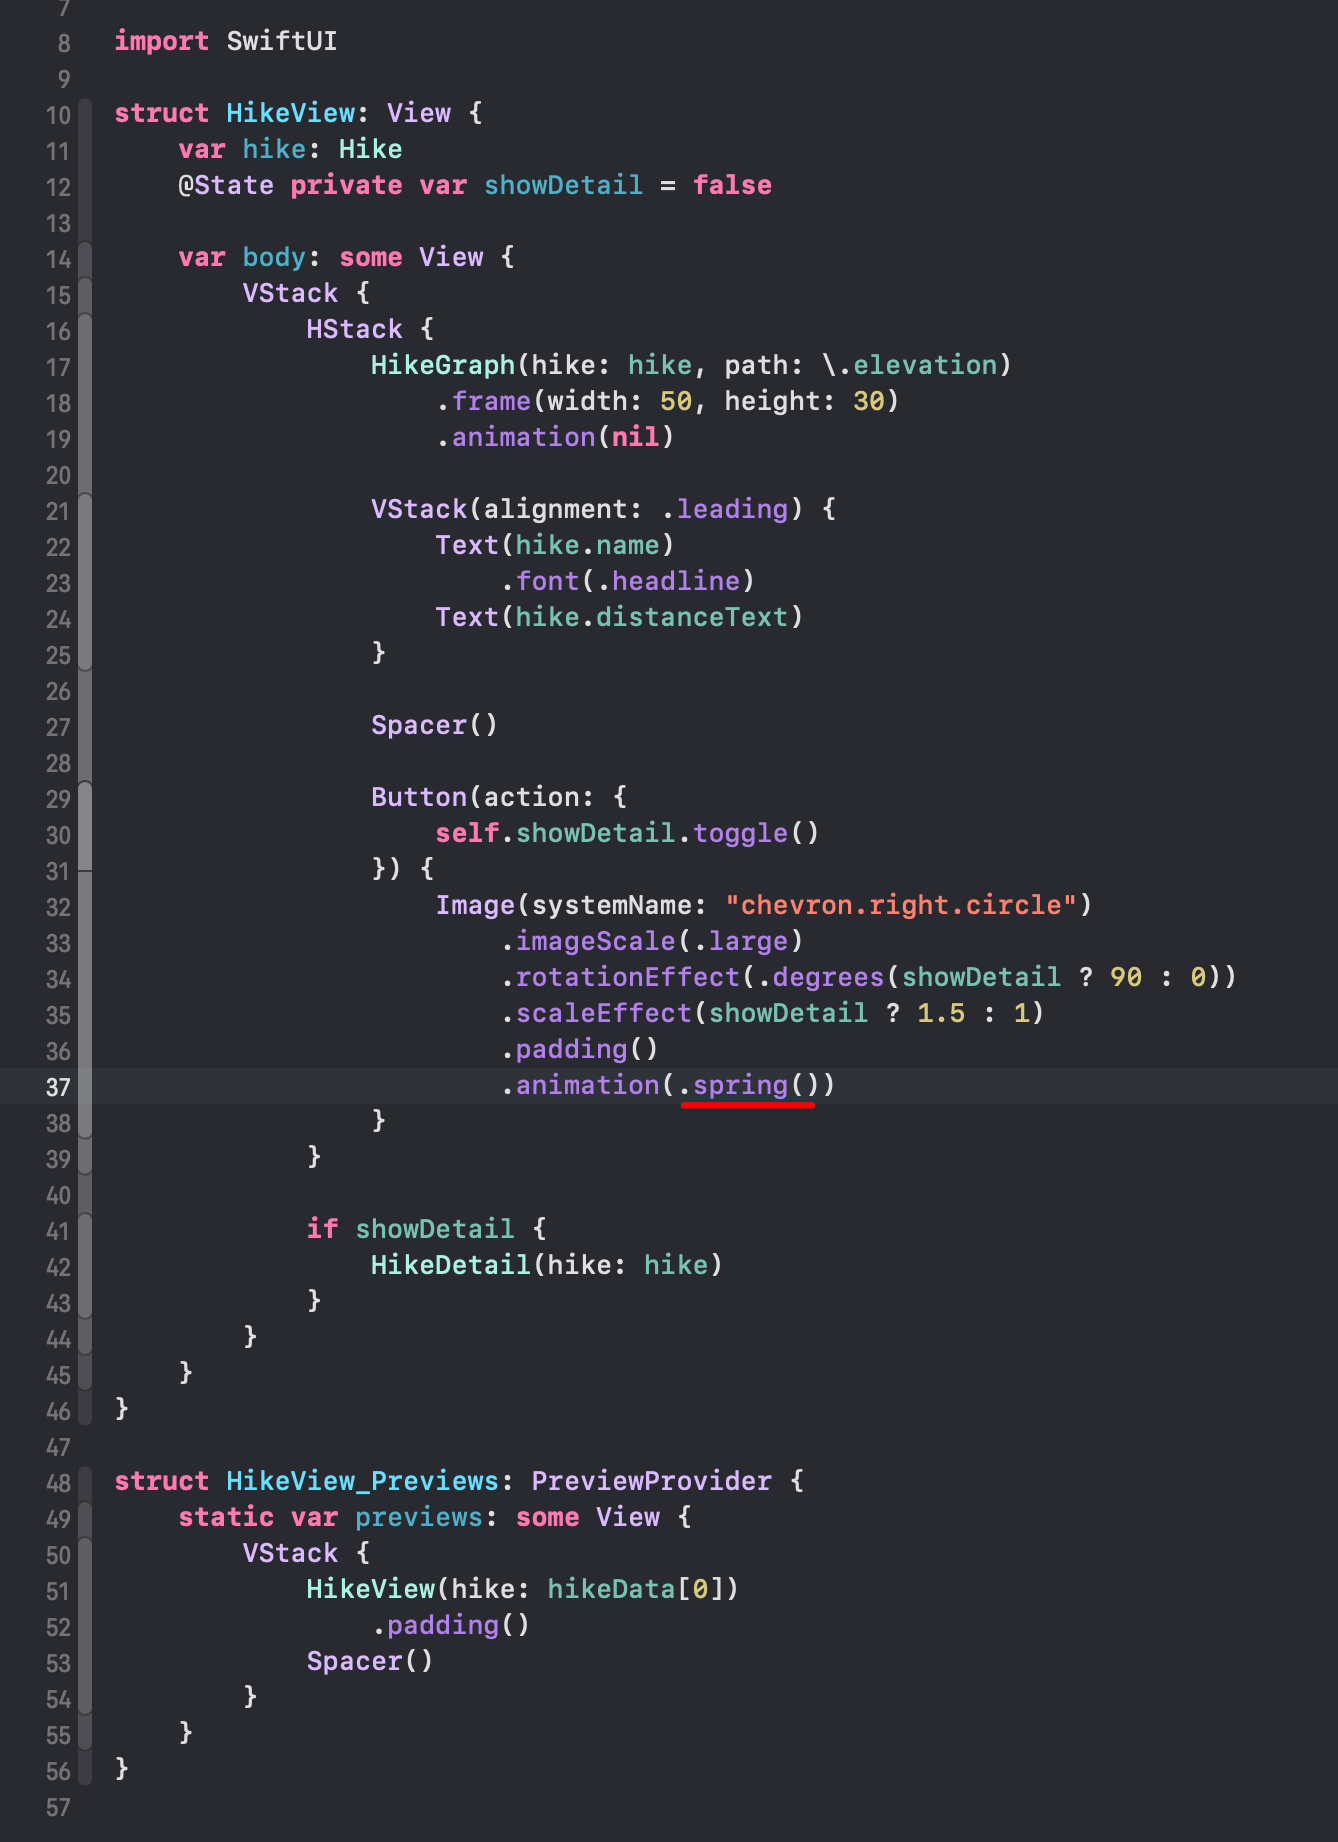 7
8 import SwiftUI
9
10 struct HikeView: View {
11     var hike: Hike
12     @State private var showDetail = false
13
14     var body: some View {
15         VStack {
16             HStack {
17                 HikeGraph(hike: hike, path: \.elevation)
18                     .frame(width: 50, height: 30)
19                     .animation(nil)
20
21                 VStack(alignment: .leading) {
22                     Text(hike.name)
23                         .font(.headline)
24                     Text(hike.distanceText)
25                 }
26
27                 Spacer()
28
29                 Button(action: {
30                     self.showDetail.toggle()
31                 }) {
32                     Image(systemName: "chevron.right.circle")
33                         .imageScale(.large)
34                         .rotationEffect(.degrees(showDetail ? 90 : 0))
35                         .scaleEffect(showDetail ? 1.5 : 1)
36                         .padding()
37                         .animation(.spring())
38                 }
39             }
40
41             if showDetail {
42                 HikeDetail(hike: hike)
43             }
44         }
45     }
46 }
47
48 struct HikeView_Previews: PreviewProvider {
49     static var previews: some View {
50         VStack {
51             HikeView(hike: hikeData[0])
52                 .padding()
53             Spacer()
54         }
55     }
56 }
57